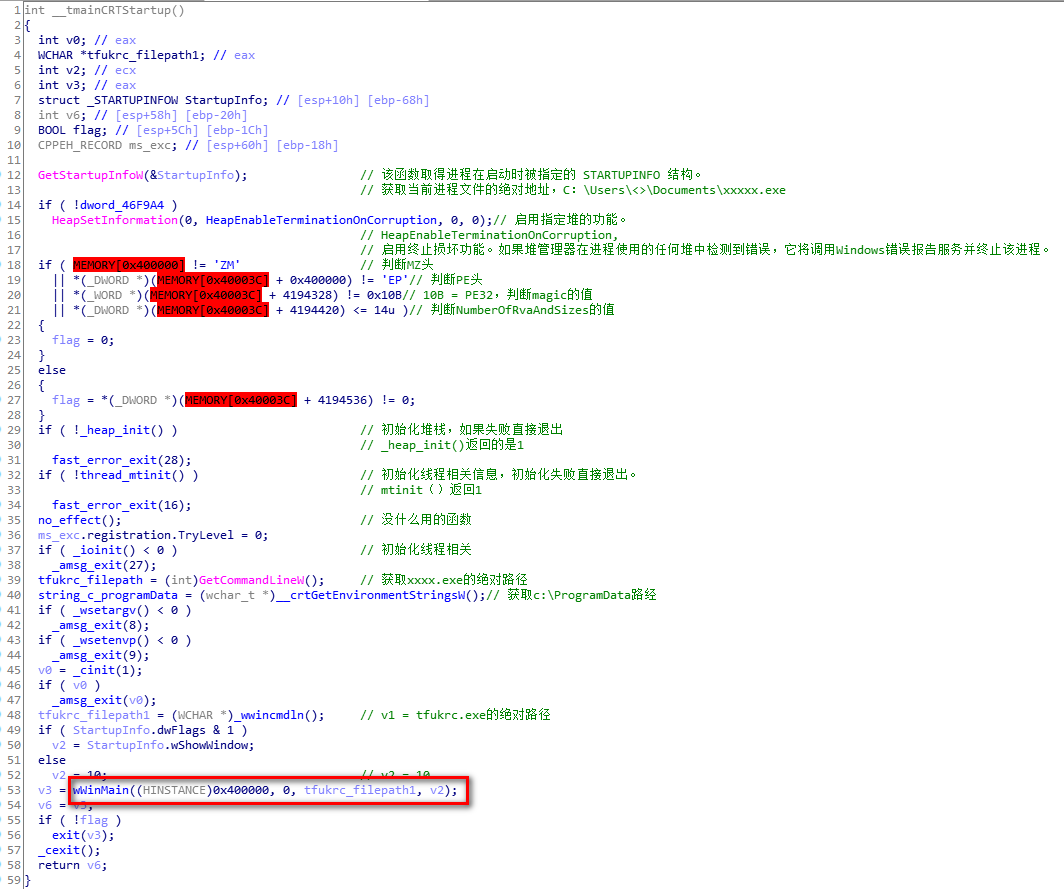 1 int __tmainCRTStartup()
2 {
3 int v0; // eax
4 WCHAR *tfukrc_filepath1; // eax
5 int v2; // ecx
6 int v3; // eax
7 struct _STARTUPINFOW StartupInfo; // [esp+10h] [ebp-68h]
8 int v6; // [esp+58h] [ebp-20h]
9 BOOL flag; // [esp+5Ch] [ebp-1Ch]
10 CPPEH_RECORD ms_exc; // [esp+60h] [ebp-18h]
11
12 GetStartupInfoW(&StartupInfo); // 该函数取得进程在启动时被指定的 STARTUPINFO 结构。
13 // 获取当前进程文件的绝对地址，C: \Users\<>\Documents\xxxxx.exe
14 if ( !dword_46F9A4 )
15 HeapSetInformation(0, HeapEnableTerminationOnCorruption, 0, 0);// 启用指定堆的功能。
16 // HeapEnableTerminationOnCorruption,
17 // 启用终止损坏功能。如果堆管理器在进程使用的任何堆中检测到错误，它将调用Windows错误报告服务并终止该进程。
18 if ( MEMORY[0x400000] != 'ZM' // 判断MZ头
19 || *(_DWORD *)(MEMORY[0x40003C] + 0x400000) != 'EP'// 判断PE头
20 || *(_WORD *)(MEMORY[0x40003C] + 4194328) != 0x10B// 10B = PE32，判断magic的值
21 || *(_DWORD *)(MEMORY[0x40003C] + 4194420) <= 14u )// 判断NumberOfRvaAndSizes的值
22 {
23 flag = 0;
24 }
25 else
26 {
27 flag = *(_DWORD *)(MEMORY[0x40003C] + 4194536) != 0;
28 }
29 if ( !_heap_init() ) // 初始化堆栈，如果失败直接退出
30 // _heap_init()返回的是1
31 fast_error_exit(28);
32 if ( !thread_mtinit() ) // 初始化线程相关信息，初始化失败直接退出。
33 // mtinit（）返回1
34 fast_error_exit(16);
35 no_effect(); // 没什么用的函数
36 ms_exc.registration.TryLevel = 0;
37 if ( _ioinit() < 0 ) // 初始化线程相关
38 _amsg_exit(27);
39 tfukrc_filepath = (int)GetCommandLineW(); // 获取xxxx.exe的绝对路径
40 string_c_programData = (wchar_t *)__crtGetEnvironmentStringsW();// 获取c:\ProgramData路经
41 if ( _wsetargv() < 0 )
42 _amsg_exit(8);
43 if ( _wsetenvp() < 0 )
44 _amsg_exit(9);
45 v0 = _cinit(1);
46 if ( v0 )
47 _amsg_exit(v0);
48 tfukrc_filepath1 = (WCHAR *)_wwincmdln(); // v1 = tfukrc.exe的绝对路径
49 if ( StartupInfo.dwFlags & 1 )
50 v2 = StartupInfo.wShowWindow;
51 else
52 v2 = 10; // v2 = 10
53 v3 = wWinMain((HINSTANCE)0x400000, 0, tfukrc_filepath1, v2);
54 v6 = v3;
55 if ( !flag )
56 exit(v3);
57 _cexit();
58 return v6;
59 }